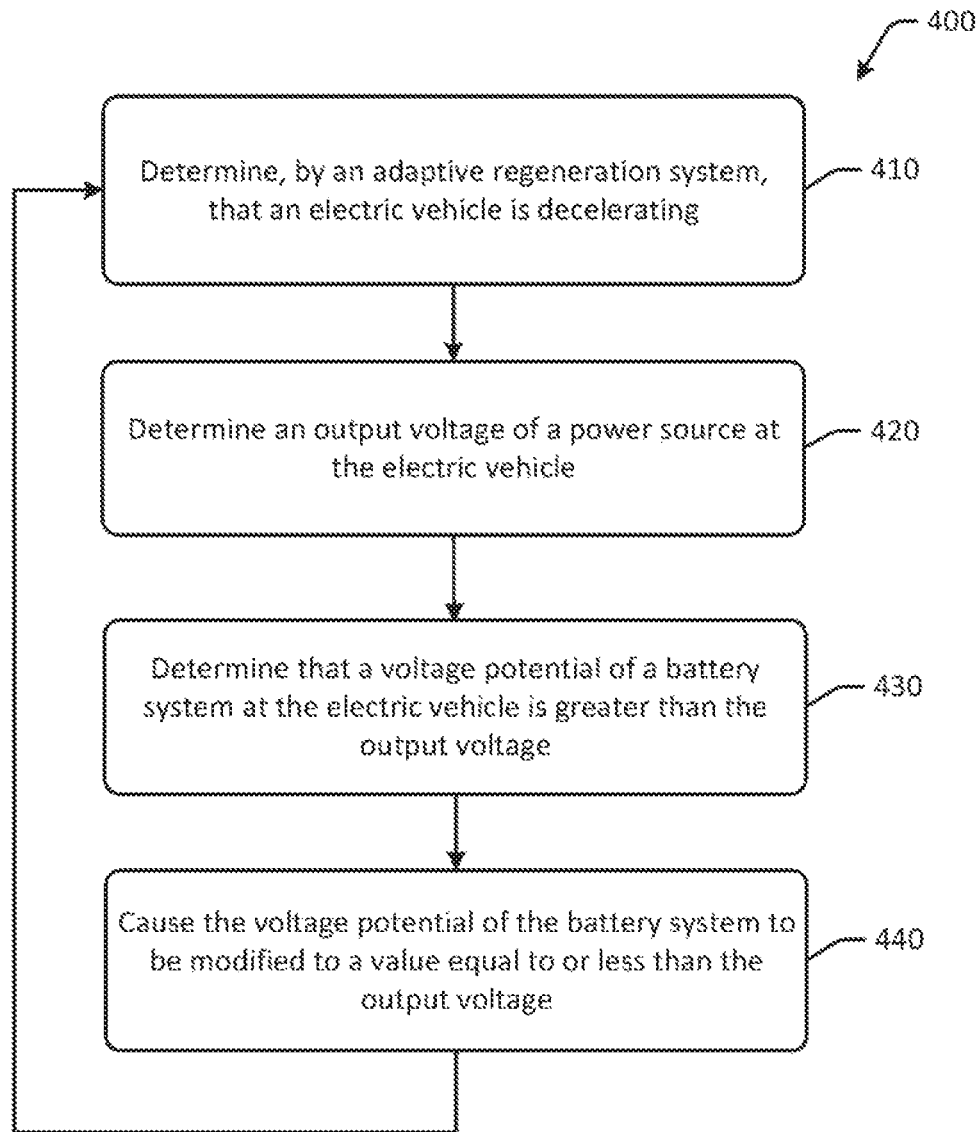 400
Determine, by an adaptive regeneration system,
that an electric vehicle is decelerating
410
Determine an output voltage of a power source at
the electric vehicle
420
Determine that a voltage potential of a battery
system at the electric vehicle is greater than the
output voltage
430
Cause the voltage potential of the battery system to
be modified to a value equal to or less than the
output voltage
440